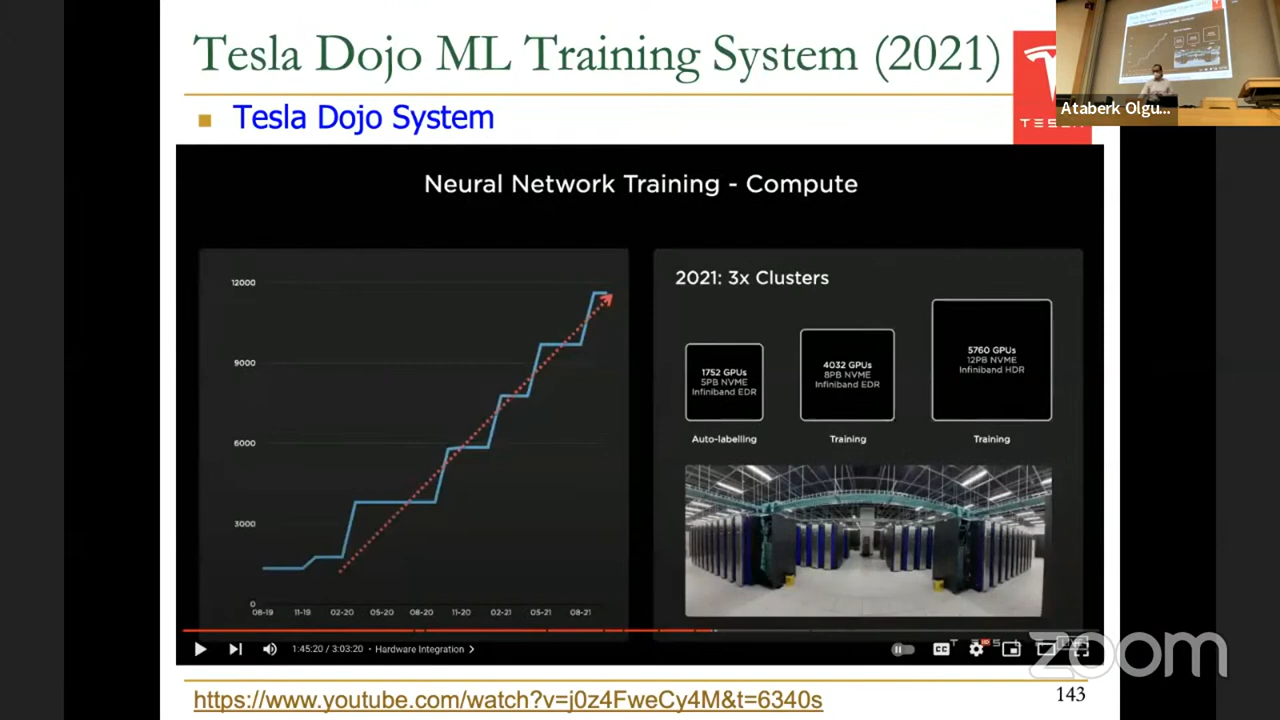 Tesla Dojo ML Training System (2021)
TESLA
Ataberk Olgu...
Tesla Dojo System
Neural Network Training - Compute
12000
9000
6000
3000
0
08-19 11-19 02-20 05-20 08-20 11-20 02-21 05-21 08-21
2021: 3x Clusters
1752 GPUs
5PB NVME
Infiniband EDR
Auto-labelling
4032 GPUs
8PB NVME
Infiniband EDR
Training
5760 GPUs
12PB NVME
Infiniband HDR
Training
1:45:20 / 3:03:20 • Hardware Integration >
CC
HD
zoom
https://www.youtube.com/watch?v=j0z4FweCy4M&t=6340s
143